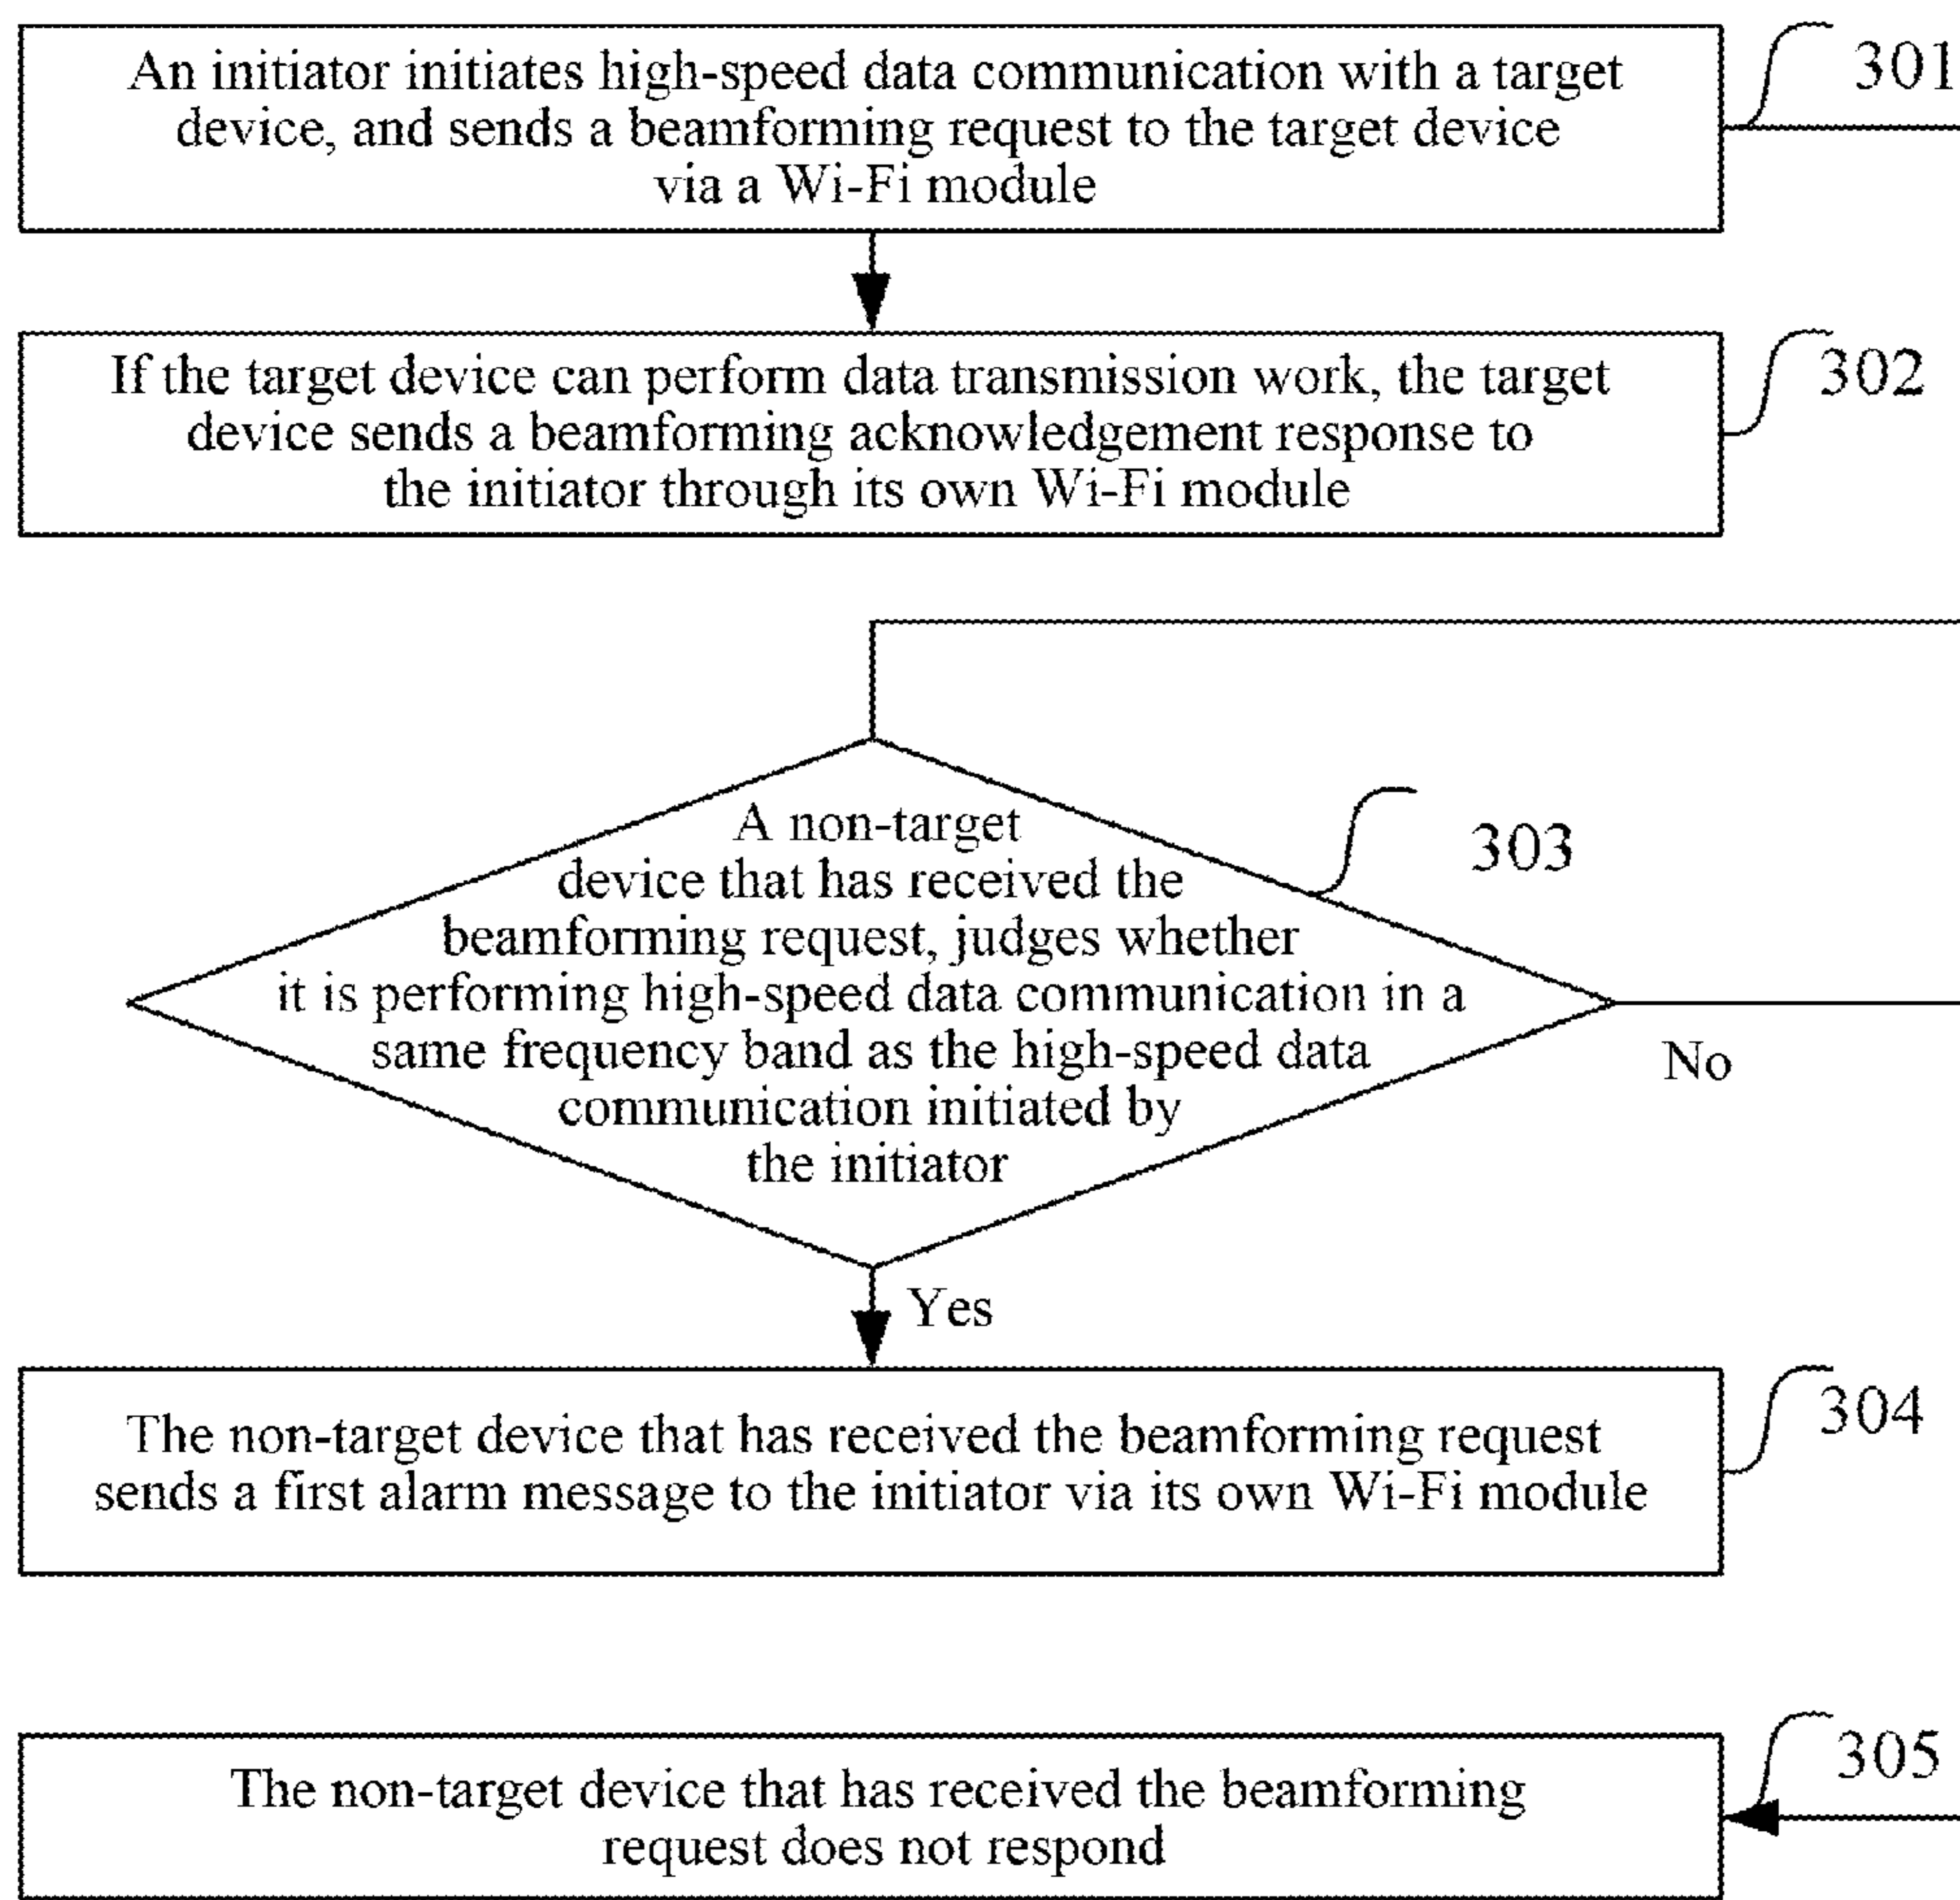 An initiator initiates high-speed data communication with a target
device, and sends a beamforming request to the target device
via a Wi-Fi module
301
If the target device can perform data transmission work, the target
device sends a beamforming acknowledgement response to
the initiator through its own Wi-Fi module
302
A non-target
device that has received the
beamforming request, judges whether
it is performing high-speed data communication in a
same frequency band as the high-speed data
communication initiated by
the initiator
303
No
Yes
The non-target device that has received the beamforming request
sends a first alarm message to the initiator via its own Wi-Fi module
304
The non-target device that has received the beamforming
request does not respond
305